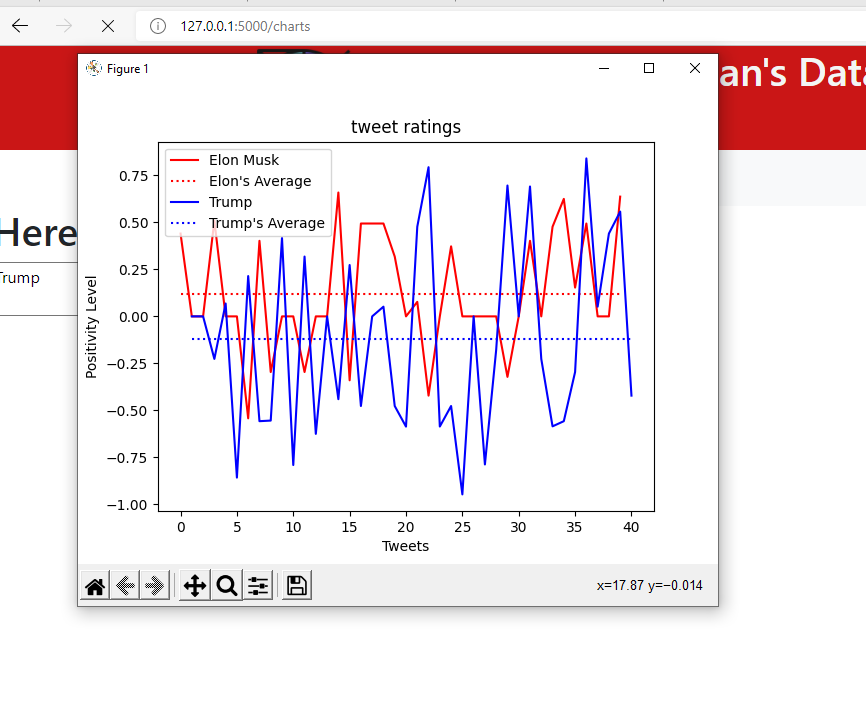 127.0.0.1:5000/charts
Figure 1
an's Data
tweet ratings
Elon Musk
Elon's Average
Trump
Trump's Average
Here
Trump
0.75
0.50
0.25
0.00
−0.25
−0.50
−0.75
−1.00
Positivity Level
0 5 10 15 20 25 30 35 40
Tweets
x=17.87 y=−0.014